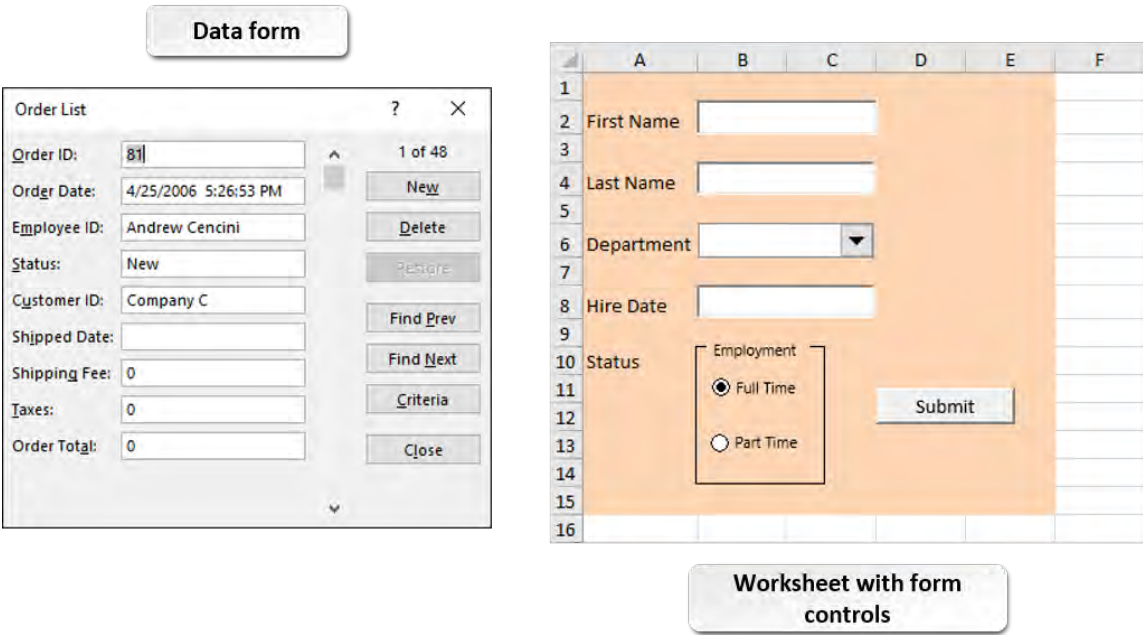 Data form
Order List ? X
Order ID: 81 1 of 48
New
Order Date: 4/25/2006 5:26:53 PM
Employee ID: Andrew Cencini Delete
Status: New Restore
Customer ID: Company C
Find Prev
Shipped Date:
Find Next
Shipping Fee: 0
Criteria
Taxes: 0
Order Total: 0 Close
A B C D E F
1
2 First Name
3
4 Last Name
5
6 Department
7
8 Hire Date
9
Employment
10 Status
11 Full Time
12 Submit
13 Part Time
14
15
16
Worksheet with form
controls